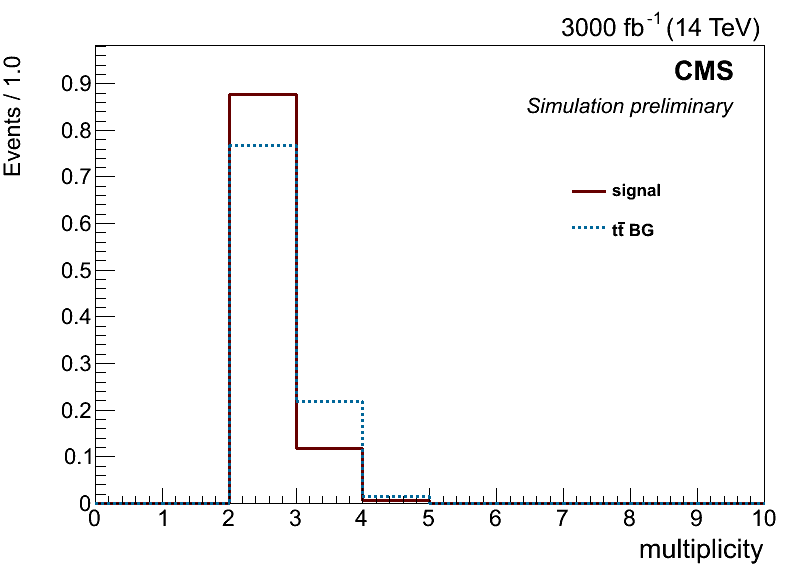 3000 fb⁻¹ (14 TeV)
Events / 1.0
CMS
Simulation preliminary
signal
tt̄ BG
0.9
0.8
0.7
0.6
0.5
0.4
0.3
0.2
0.1
0
0 1 2 3 4 5 6 7 8 9 10
multiplicity